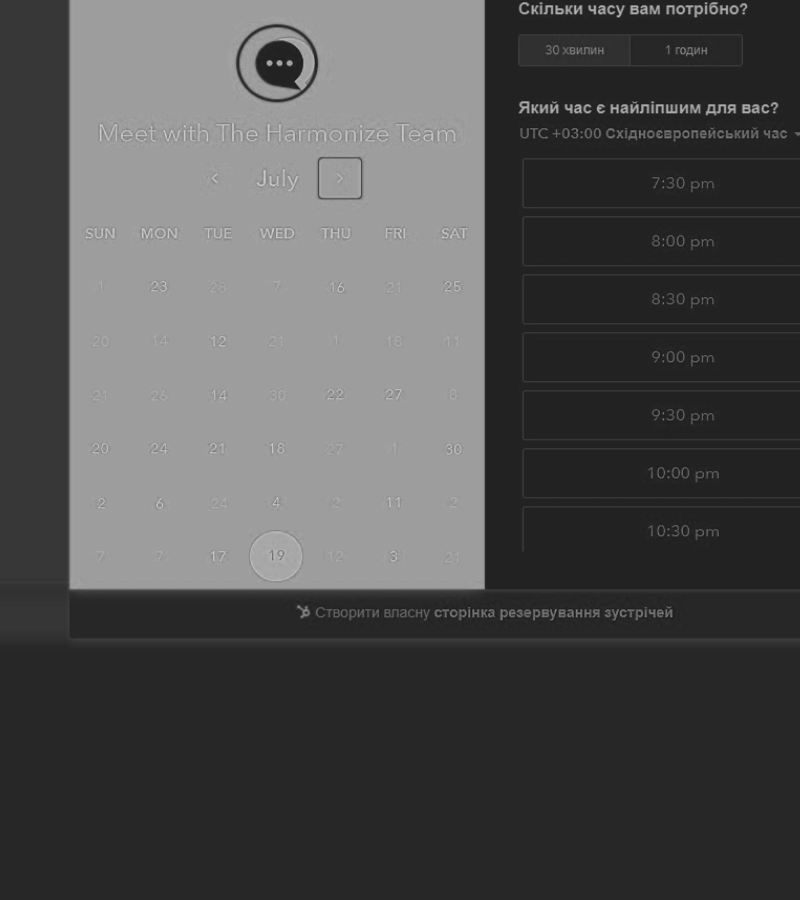 Meet with The Harmonize Team
July
SUN MON TUE WED THU FRI SAT
1 23 26 7 16 21 25
20 14 12 21 1 18 11
21 26 14 30 22 27 8
20 24 21 18 27 1 30
2 6 24 4 2 11 2
7 7 17 19 12 3 21
Скільки часу вам потрібно?
30 хвилин 1 годин
Який час є найліпшим для вас?
UTC +03:00 Східноєвропейський час
7:30 pm
8:00 pm
8:30 pm
9:00 pm
9:30 pm
10:00 pm
10:30 pm
Створити власну сторінка резервування зустрічей